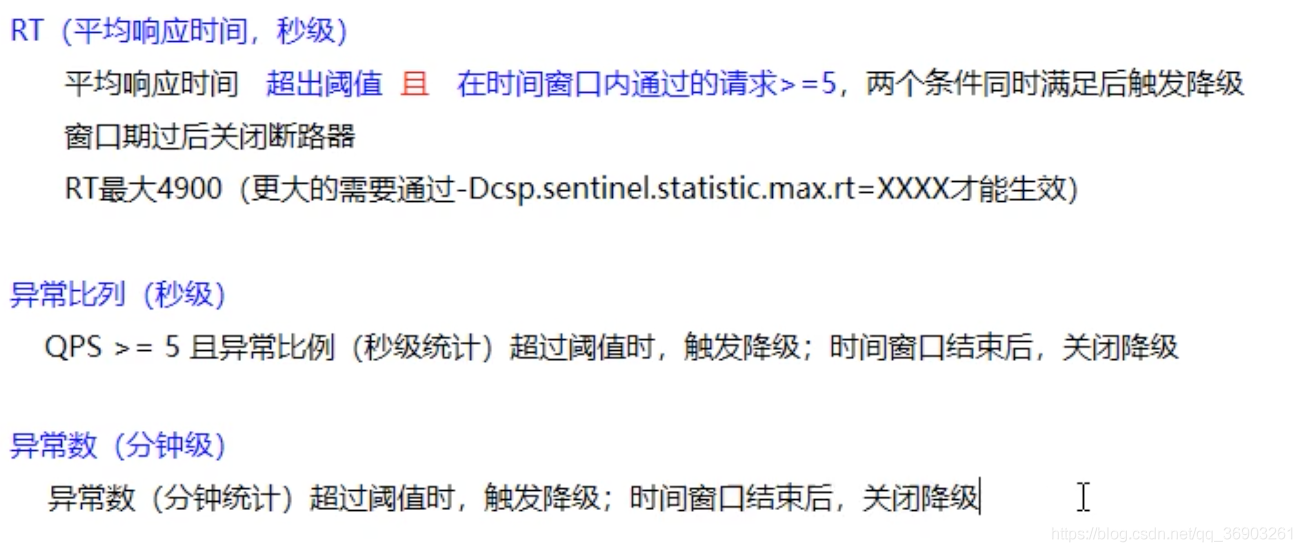 RT（平均响应时间，秒级）
平均响应时间 超出阈值 且 在时间窗口内通过的请求>=5，两个条件同时满足后触发降级
窗口期过后关闭断路器
RT最大4900（更大的需要通过-Dcsp.sentinel.statistic.max.rt=XXXX才能生效）
异常比列（秒级）
QPS >= 5 且异常比例（秒级统计）超过阈值时，触发降级；时间窗口结束后，关闭降级
异常数（分钟级）
异常数（分钟统计）超过阈值时，触发降级；时间窗口结束后，关闭降级
https://blog.csdn.net/qq_36903261